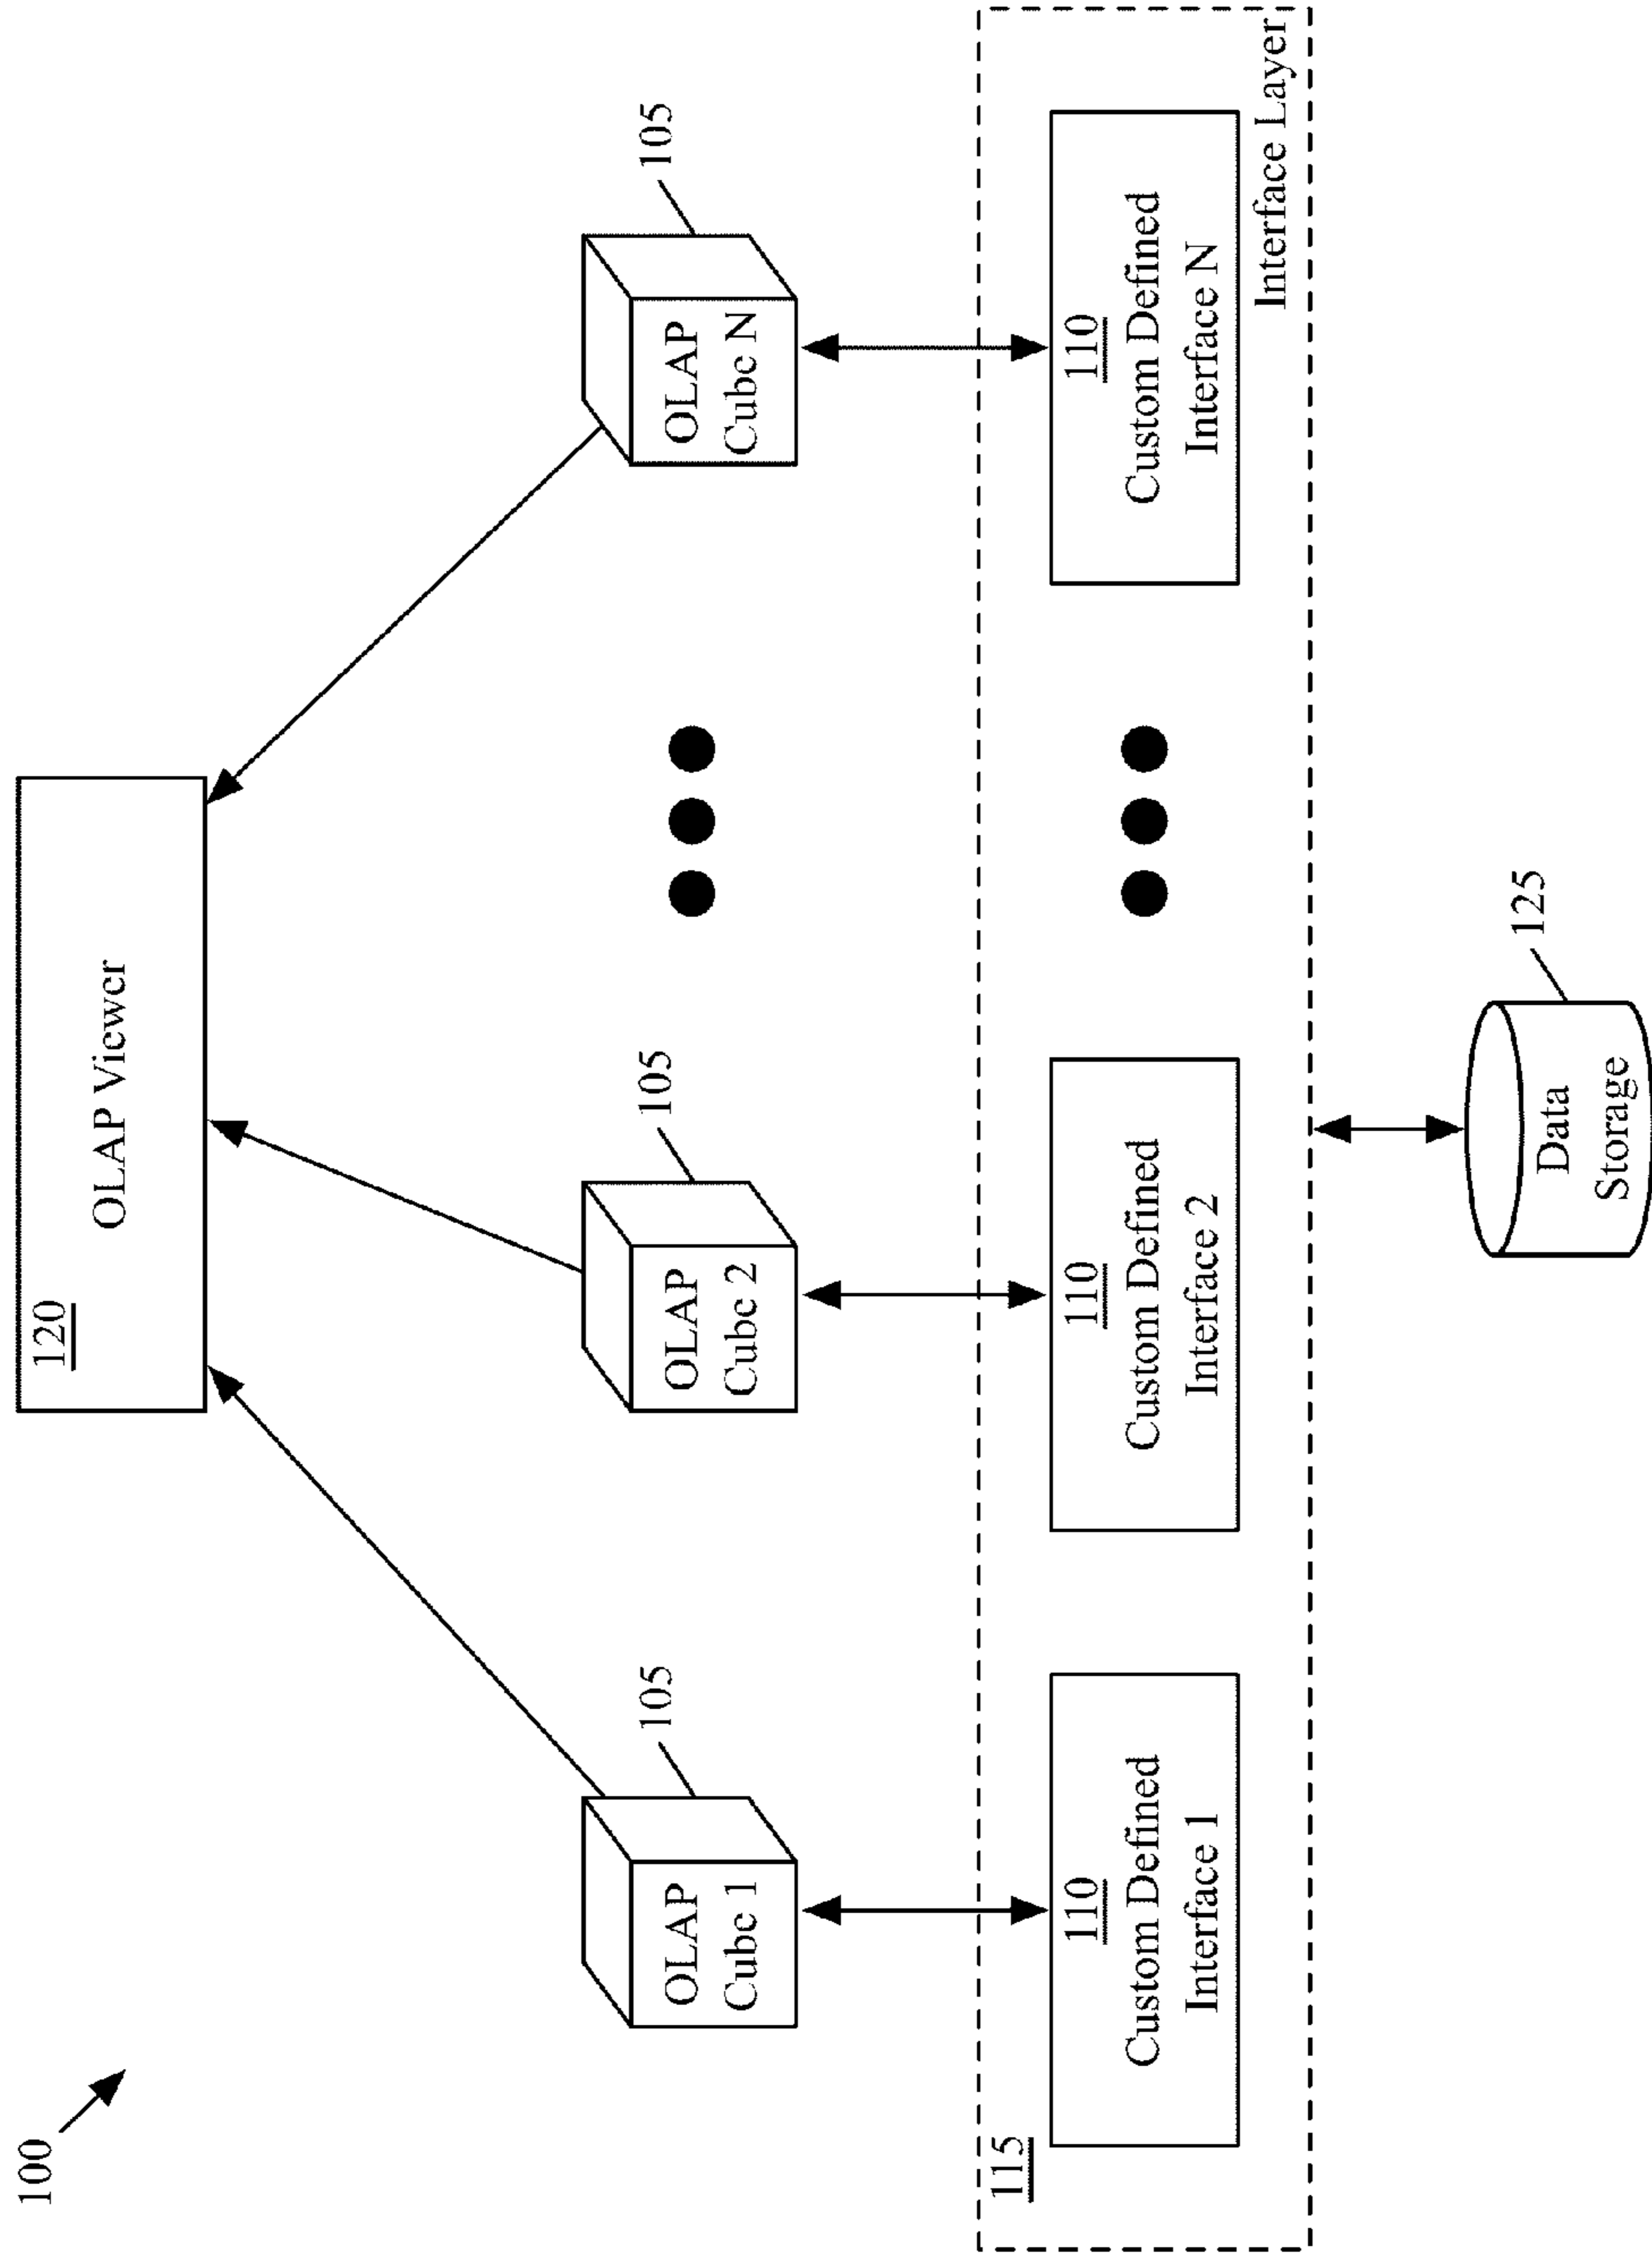 100
120
OLAP Viewer
105
OLAP
Cube 1
105
OLAP
Cube 2
105
OLAP
Cube N
115
110
Custom Defined
Interface 1
110
Custom Defined
Interface 2
110
Custom Defined
Interface N
Interface Layer
125
Data
Storage